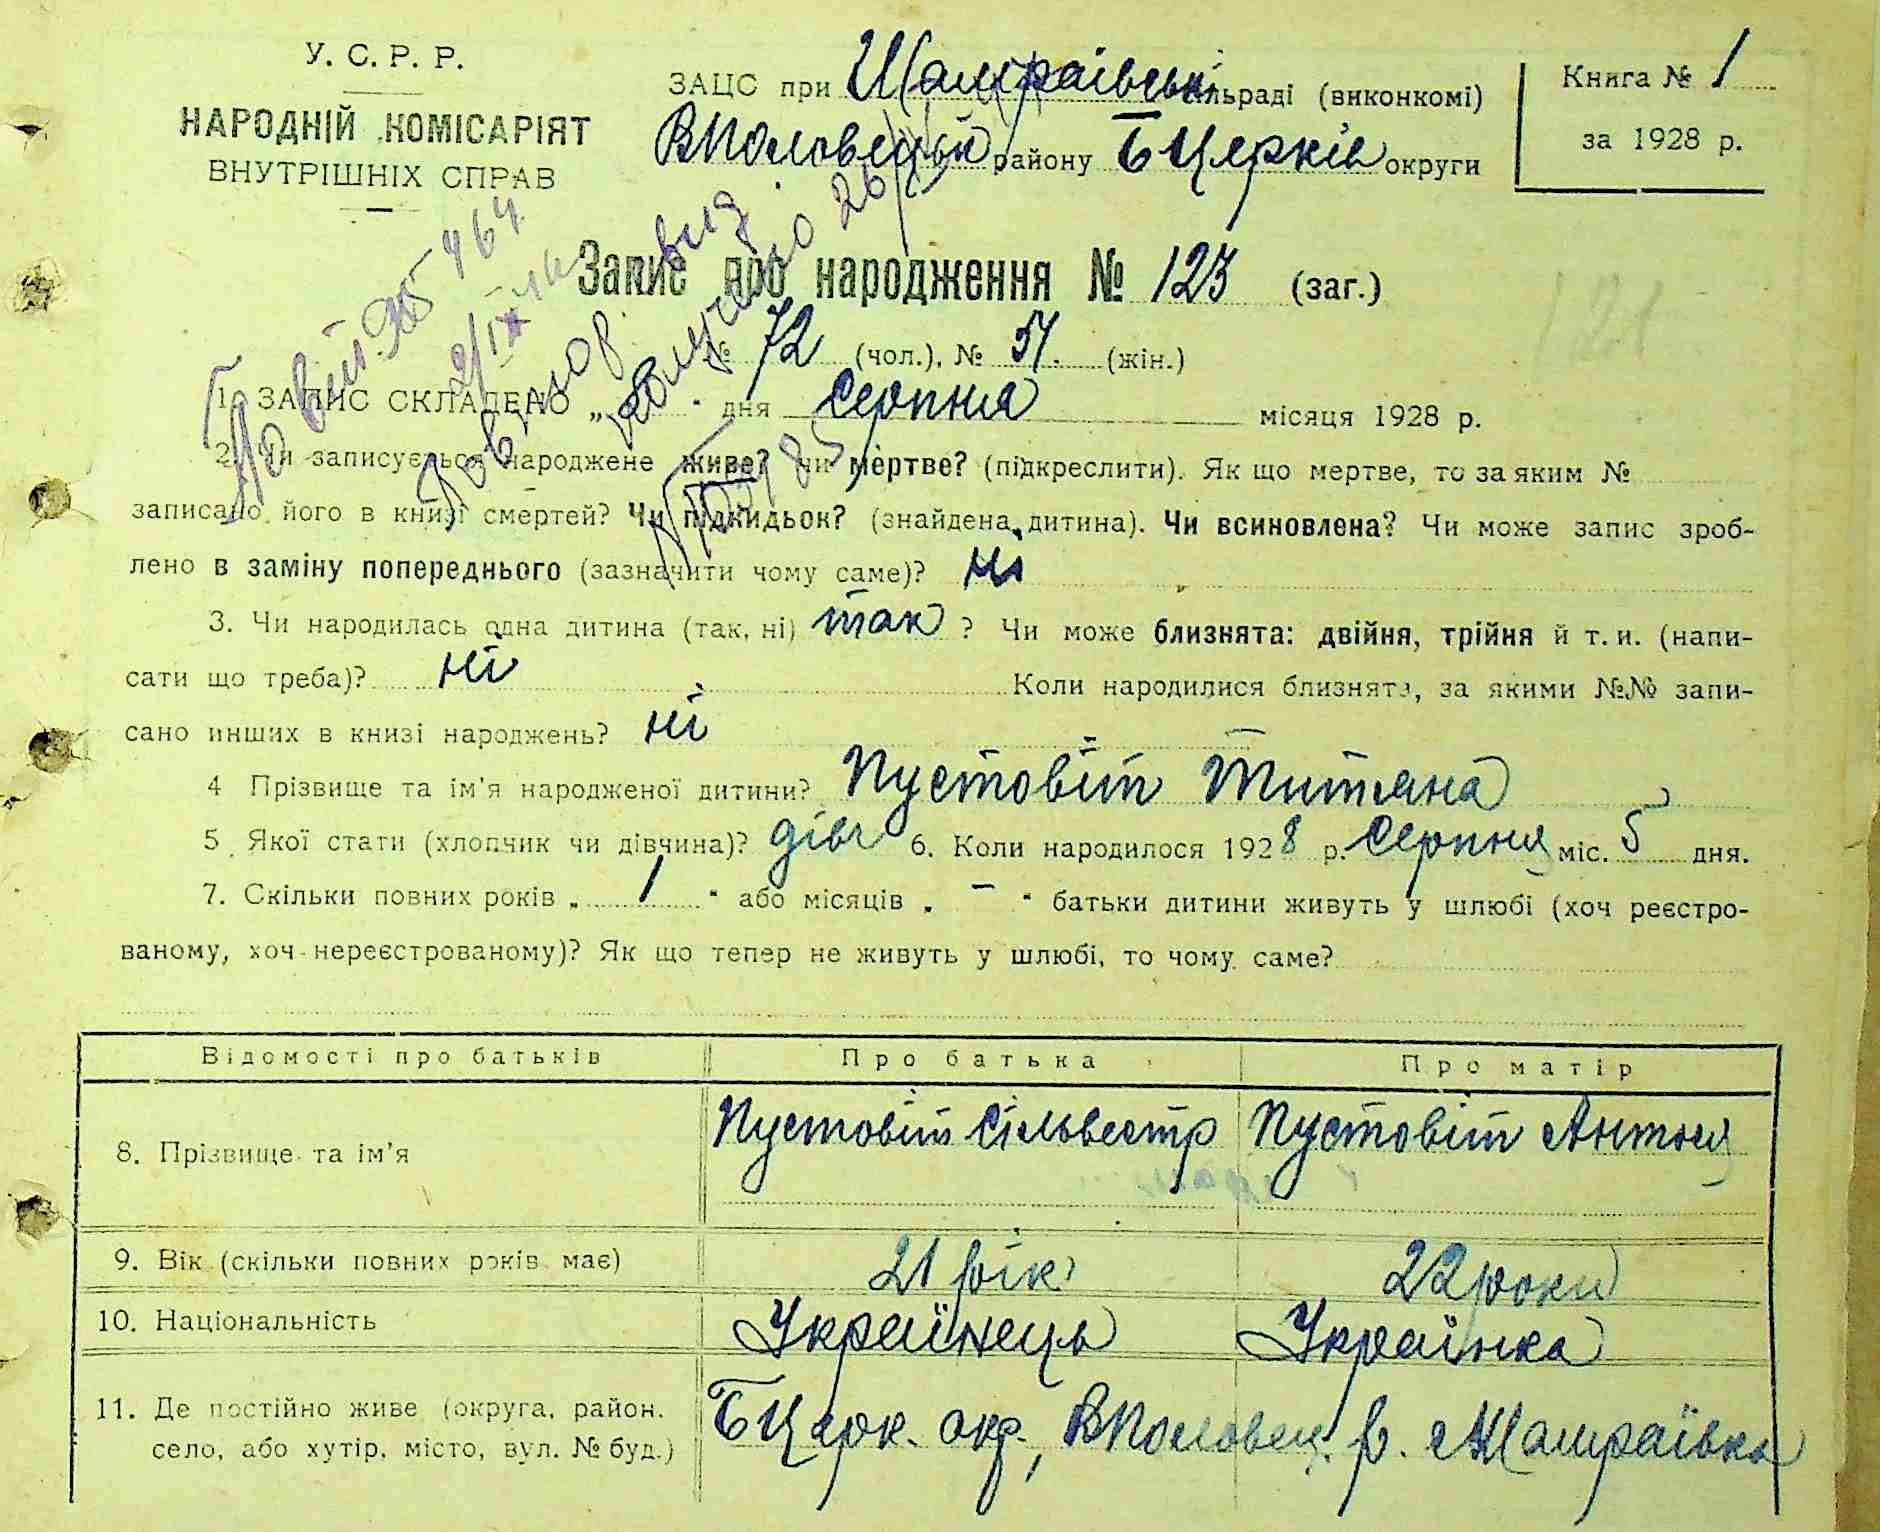 У. С. Р. Р.
НАРОДНІЙ КОМІСАРІЯТ
ВНУТРІШНІХ СПРАВ
ЗАЦС при Шамраївські сільраді (виконкомі)
ВПоловецьк району БЦерків округи
Книга № 1
за 1928 р.
Запис про народження № 123 (заг.)
№ 72 (чол.), № 51. (жін.)
1. ЗАПИС СКЛАДЕНО „ “ дня Серпня місяця 1928 р.
2. Чи записується народжене живе? чи мертве? (підкреслити). Як що мертве, то за яким №
записано його в книзі смертей? Чи підкидьок? (знайдена дитина). Чи всиновлена? Чи може запис зроб-
лено в заміну попереднього (зазначити чому саме)? ні
3. Чи народилась одна дитина (так, ні) так ? Чи може близнята: двійня, трійня й т. и. (напи-
сати що треба)? ні Коли народилися близнята, за якими №№ запи-
сано инших в книзі народжень? ні
4 Прізвище та ім'я народженої дитини? Пустовіт Титяна
5. Якої стати (хлопчик чи дівчина)? дівч 6. Коли народилося 1928 р. Серпня міс. 5 дня.
7. Скільки повних років „ 1 “ або місяців „ — “ батьки дитини живуть у шлюбі (хоч реєстро-
ваному, хоч нереєстрованому)? Як що тепер не живуть у шлюбі, то чому саме?
Відомості про батьків Про батька Про матір
8. Прізвище та ім'я Пустовіт Сільвестр Пустовіт Антоня
9. Вік (скільки повних років має) 21 рік 22 роки
10. Національність Українець Українка
11. Де постійно живе (округа, район,
село, або хутір, місто, вул. № буд.) БЦерк. окр., ВПоловец. р. Шамраївка